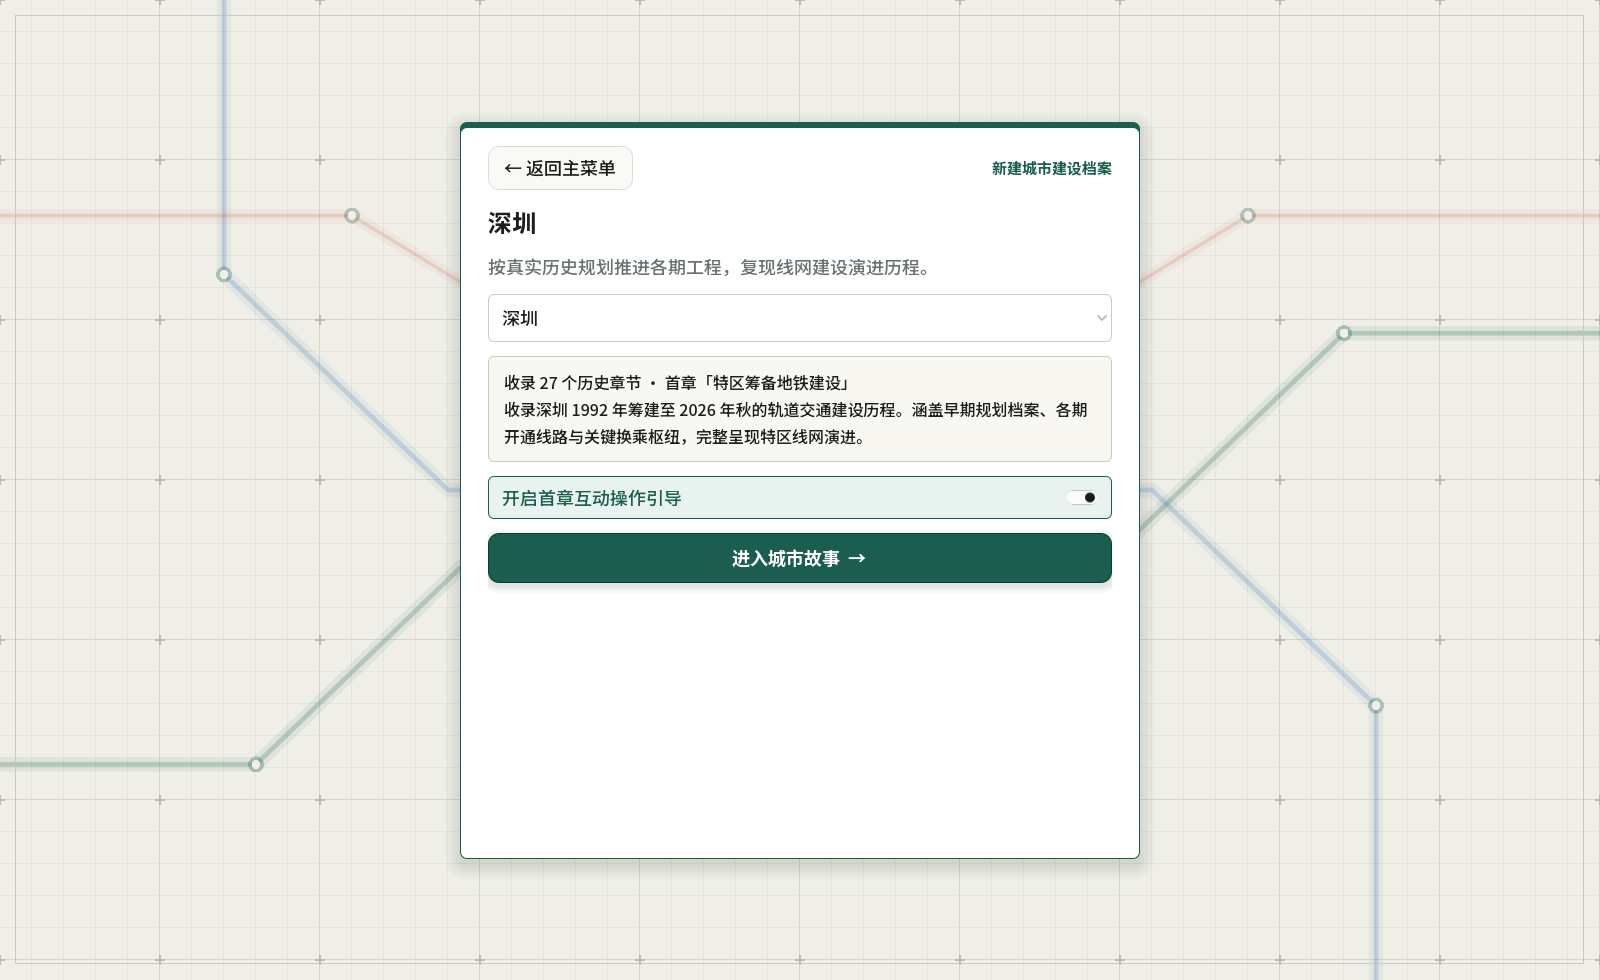 ← 返回主菜单
新建城市建设档案
深圳
按真实历史规划推进各期工程，复现线网建设演进历程。
深圳
收录 27 个历史章节 · 首章「特区筹备地铁建设」
收录深圳 1992 年筹建至 2026 年秋的轨道交通建设历程。涵盖早期规划档案、各期
开通线路与关键换乘枢纽，完整呈现特区线网演进。
开启首章互动操作引导
进入城市故事 →